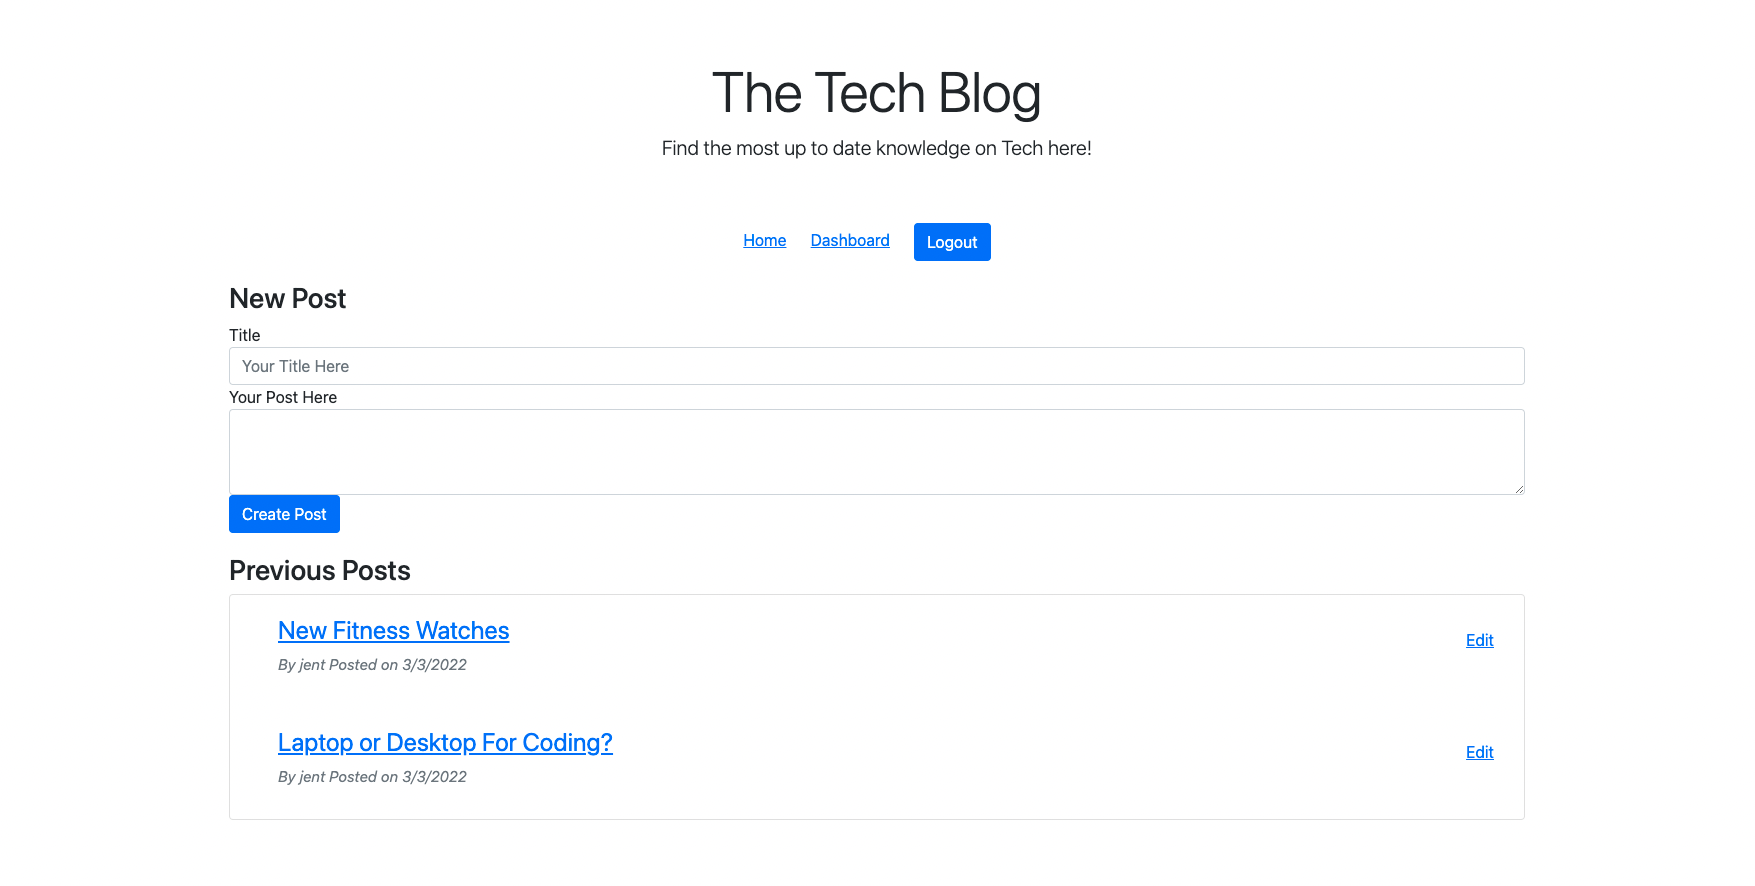 The Tech Blog
Find the most up to date knowledge on Tech here!
Home Dashboard Logout
New Post
Title
Your Title Here
Your Post Here
Create Post
Previous Posts
New Fitness Watches
Edit
By jent Posted on 3/3/2022
Laptop or Desktop For Coding?
Edit
By jent Posted on 3/3/2022